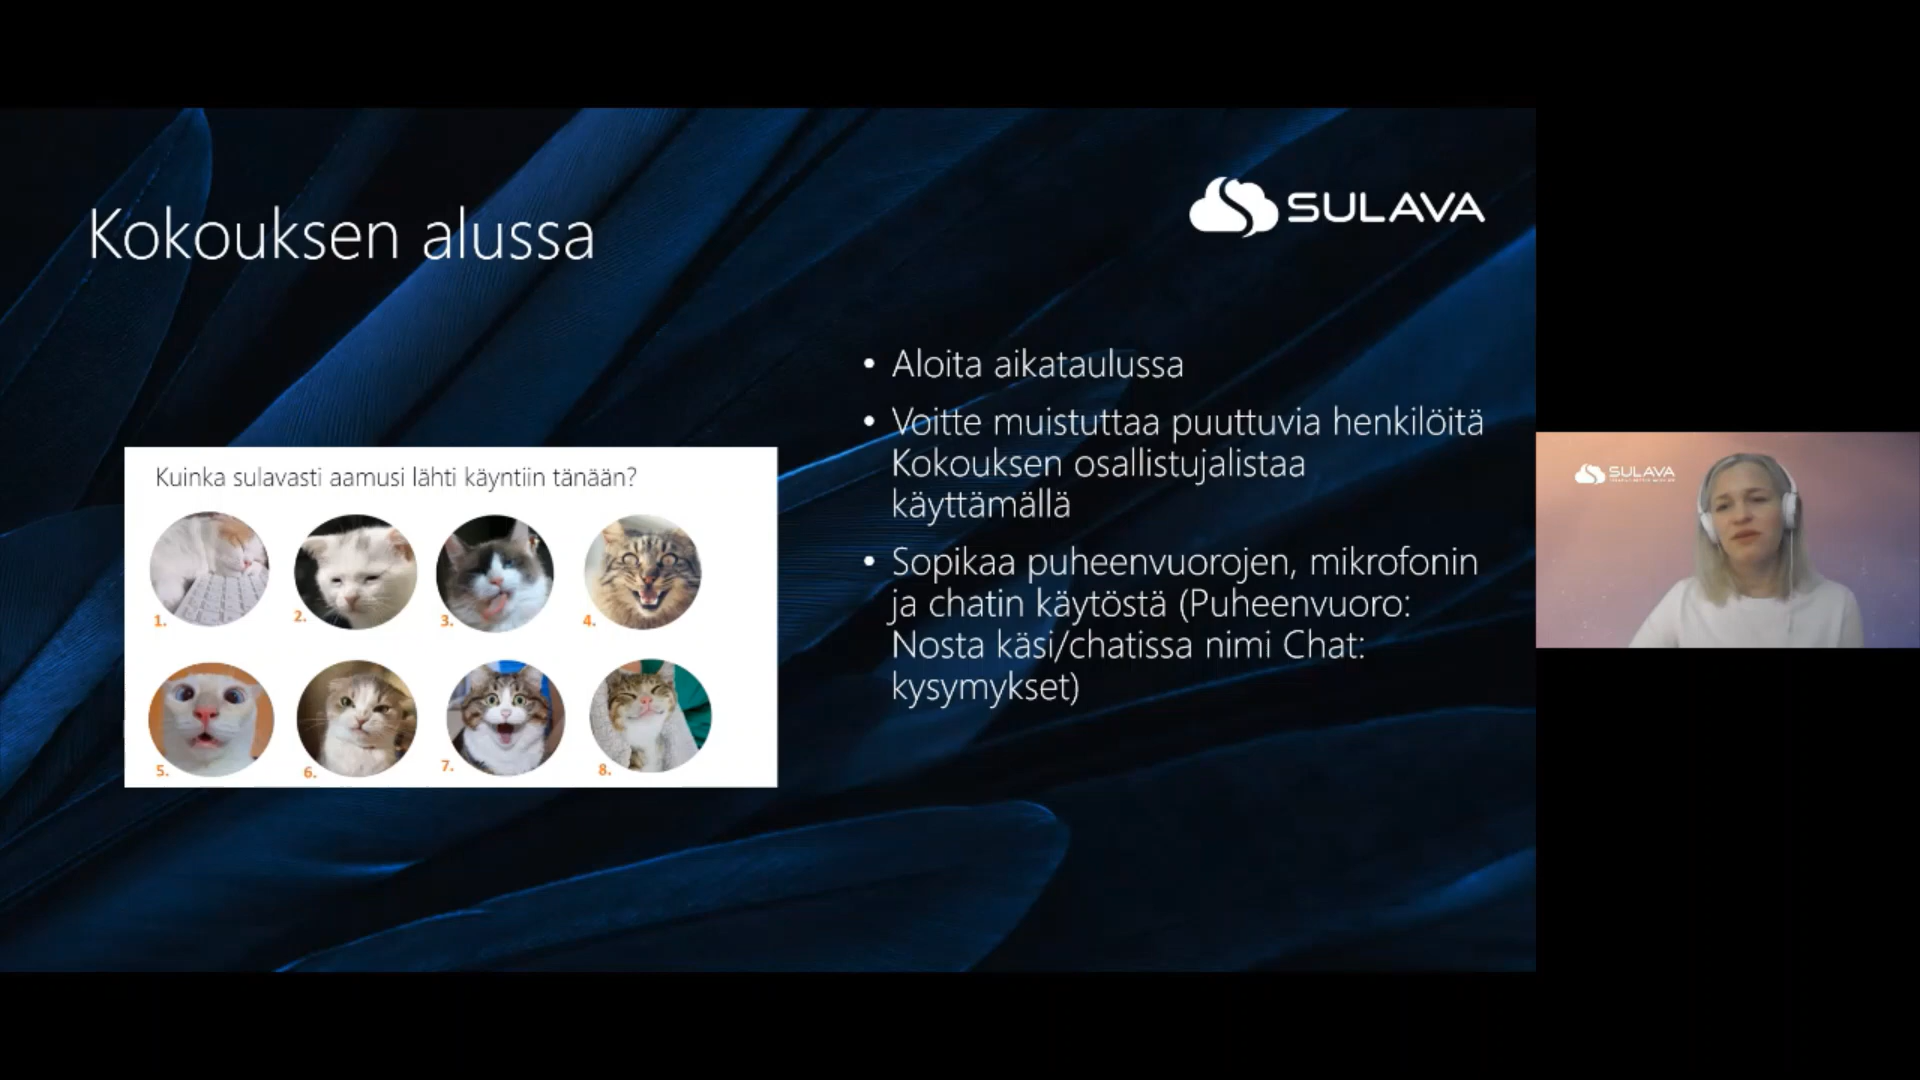 Kokouksen alussa
SULAVA
Kuinka sulavasti aamusi lähti käyntiin tänään?
1.
2.
3.
4.
5.
6.
7.
8.
• Aloita aikataulussa
• Voitte muistuttaa puuttuvia henkilöitä
Kokouksen osallistujalistaa
käyttämällä
• Sopikaa puheenvuorojen, mikrofonin
ja chatin käytöstä (Puheenvuoro:
Nosta käsi/chatissa nimi Chat:
kysymykset)
SULAVA